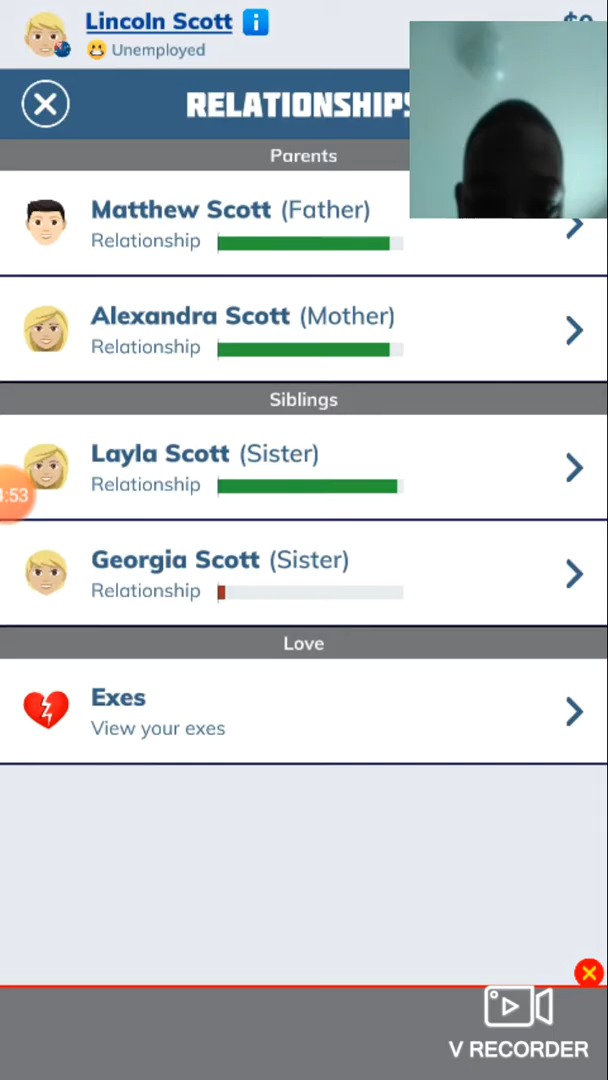 Lincoln Scott i
Unemployed
RELATIONSHIPS
Parents
Matthew Scott (Father)
Relationship
Alexandra Scott (Mother)
Relationship
Siblings
Layla Scott (Sister)
Relationship
:53
Georgia Scott (Sister)
Relationship
Love
Exes
View your exes
V RECORDER